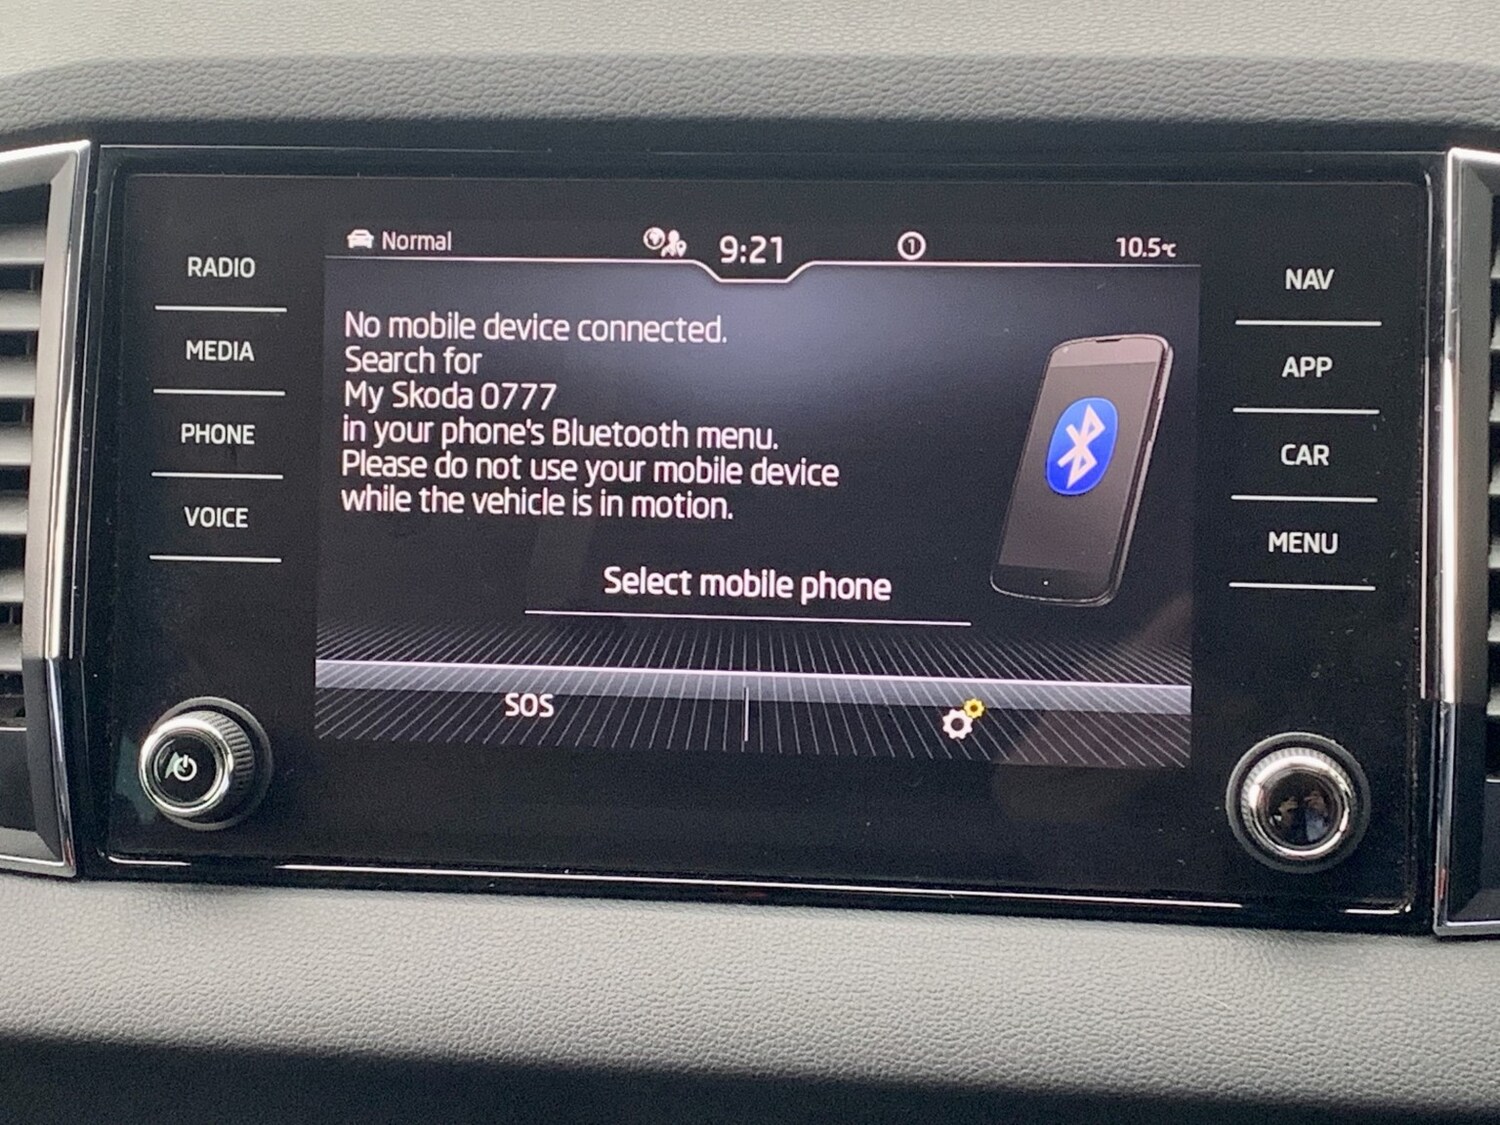 Normal
9:21
1
10.5°C
RADIO
MEDIA
PHONE
VOICE
No mobile device connected.
Search for
My Skoda 0777
in your phone's Bluetooth menu.
Please do not use your mobile device
while the vehicle is in motion.
Select mobile phone
SOS
NAV
APP
CAR
MENU